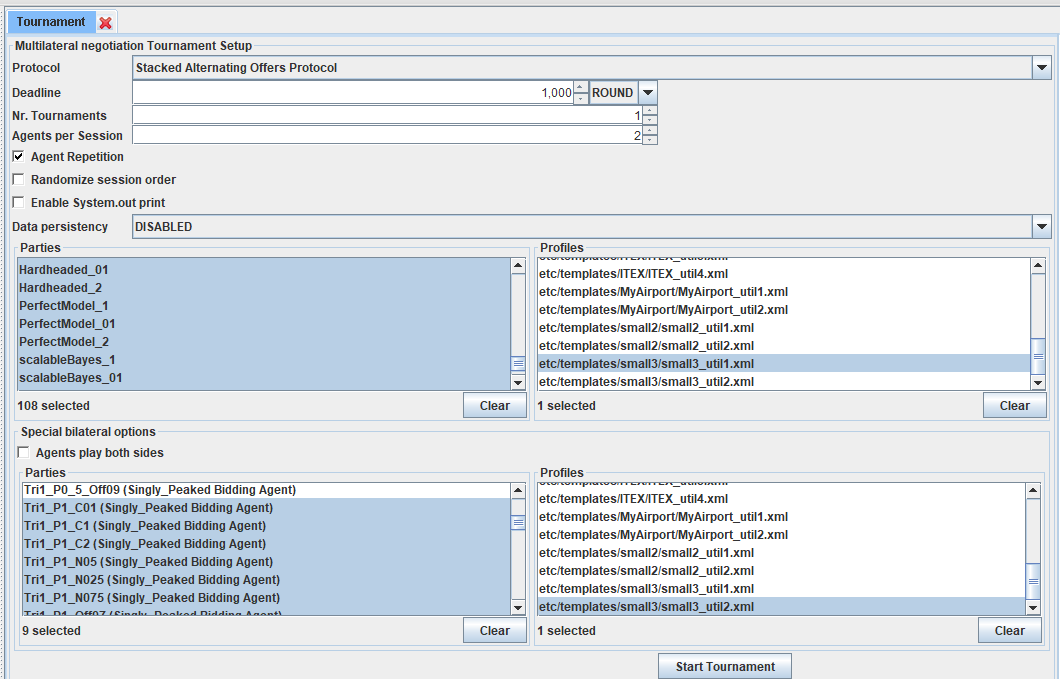 Tournament
Multilateral negotiation Tournament Setup
Protocol Stacked Alternating Offers Protocol
Deadline 1,000 ROUND
Nr. Tournaments 1
Agents per Session 2
Agent Repetition
Randomize session order
Enable System.out print
Data persistency DISABLED
Parties
Hardheaded_01
Hardheaded_2
PerfectModel_1
PerfectModel_01
PerfectModel_2
scalableBayes_1
scalableBayes_01
108 selected Clear
Profiles
etc/templates/ITEX/ITEX_util4.xml
etc/templates/MyAirport/MyAirport_util1.xml
etc/templates/MyAirport/MyAirport_util2.xml
etc/templates/small2/small2_util1.xml
etc/templates/small2/small2_util2.xml
etc/templates/small3/small3_util1.xml
etc/templates/small3/small3_util2.xml
1 selected Clear
Special bilateral options
Agents play both sides
Parties
Tri1_P0_5_Off09 (Singly_Peaked Bidding Agent)
Tri1_P1_C01 (Singly_Peaked Bidding Agent)
Tri1_P1_C1 (Singly_Peaked Bidding Agent)
Tri1_P1_C2 (Singly_Peaked Bidding Agent)
Tri1_P1_N05 (Singly_Peaked Bidding Agent)
Tri1_P1_N025 (Singly_Peaked Bidding Agent)
Tri1_P1_N075 (Singly_Peaked Bidding Agent)
Tri1_P1_Off07 (Singly_Peaked Bidding Agent)
9 selected Clear
Profiles
etc/templates/ITEX/ITEX_util4.xml
etc/templates/MyAirport/MyAirport_util1.xml
etc/templates/MyAirport/MyAirport_util2.xml
etc/templates/small2/small2_util1.xml
etc/templates/small2/small2_util2.xml
etc/templates/small3/small3_util1.xml
etc/templates/small3/small3_util2.xml
1 selected Clear
Start Tournament